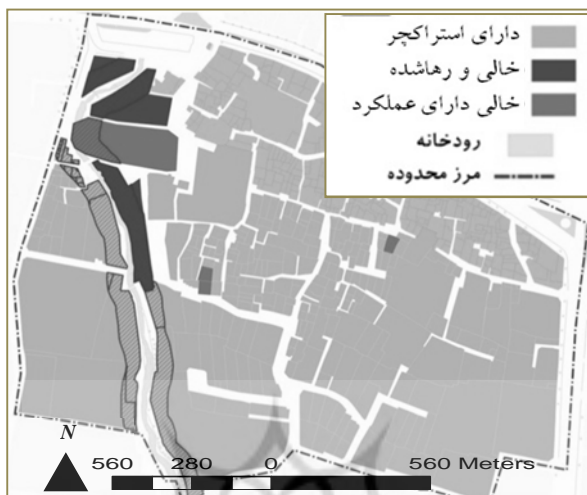 دارای استراکچر
خالی و رهاشده
خالی دارای عملکرد
رودخانه
مرز محدوده
N
560 280 0 560 Meters